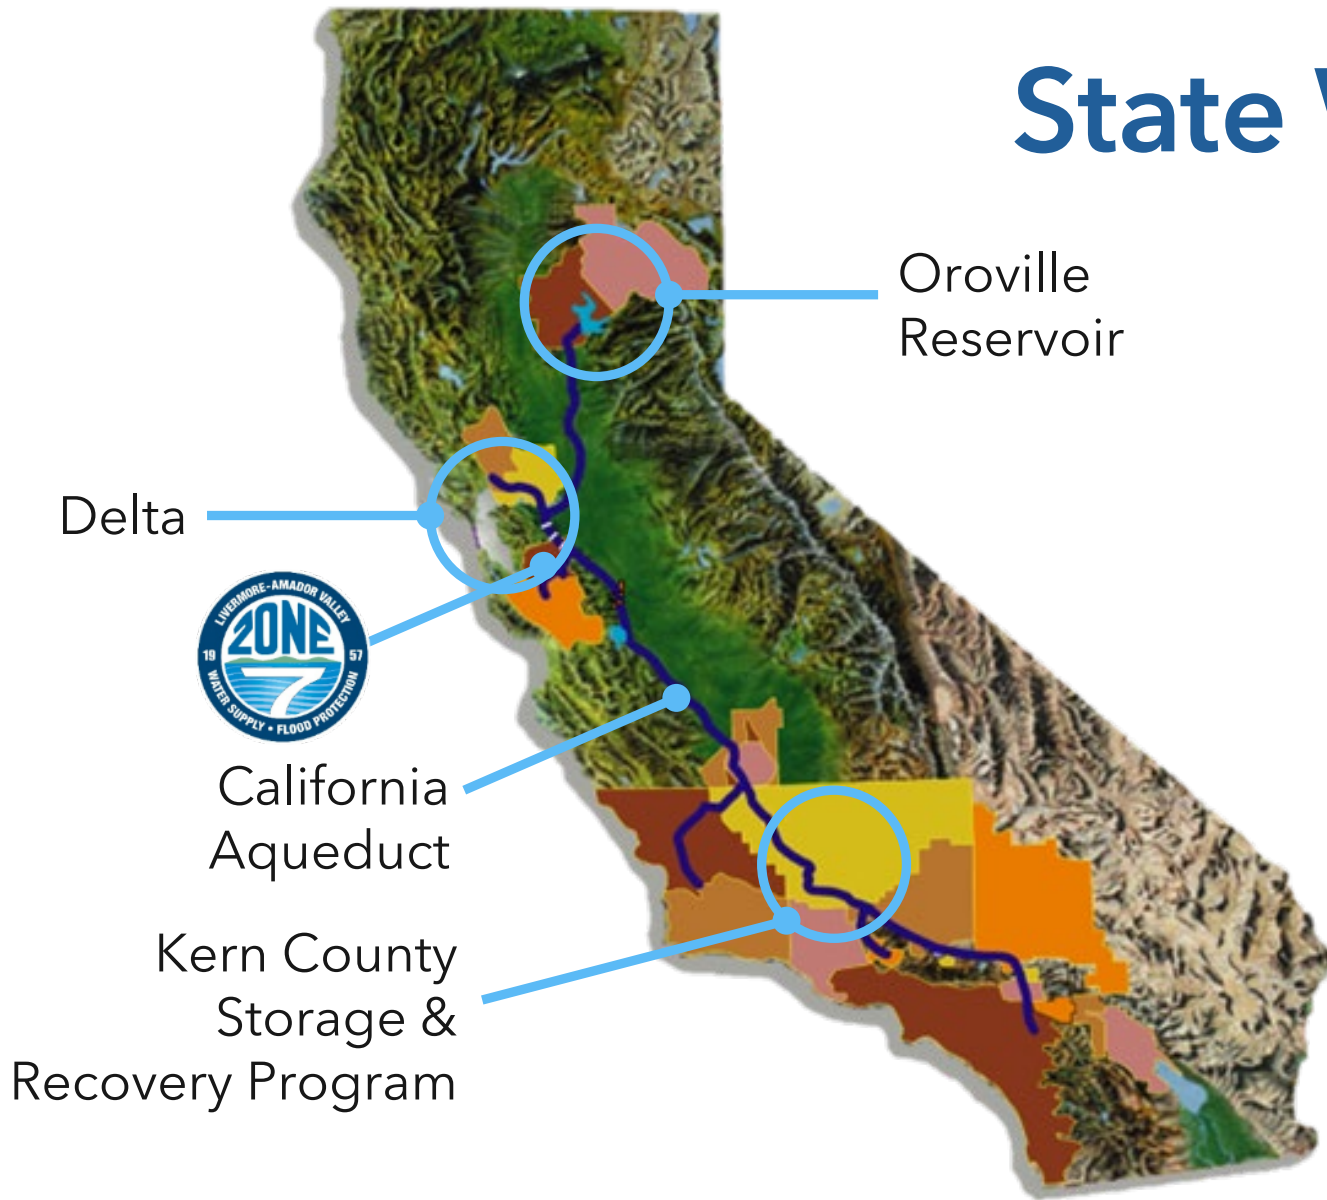 State
Oroville
Reservoir
Delta
LIVERMORE-AMADOR VALLEY
ZONE
19 57
7
WATER SUPPLY • FLOOD PROTECTION
California
Aqueduct
Kern County
Storage &
Recovery Program